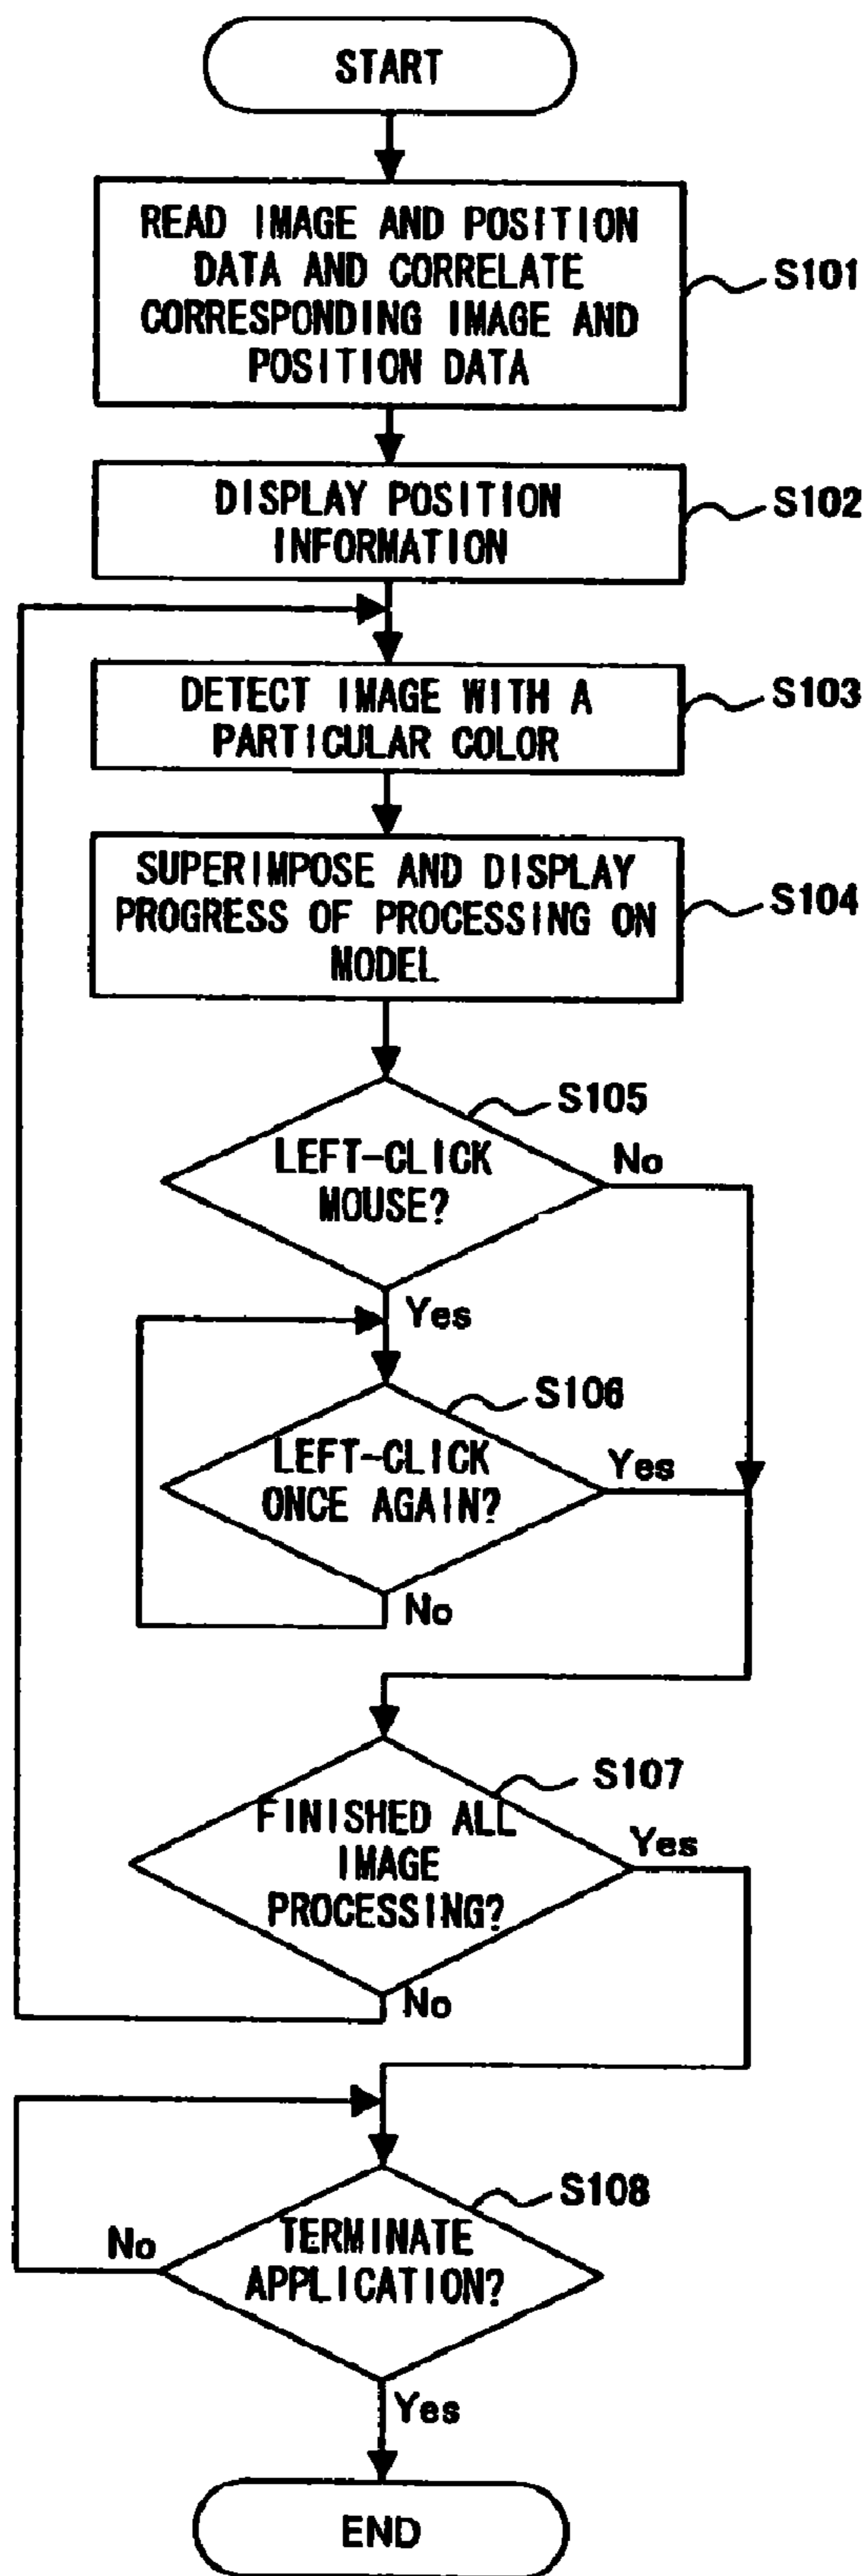 START
READ IMAGE AND POSITION
DATA AND CORRELATE
CORRESPONDING IMAGE AND
POSITION DATA
S101
DISPLAY POSITION
INFORMATION
S102
DETECT IMAGE WITH A
PARTICULAR COLOR
S103
SUPERIMPOSE AND DISPLAY
PROGRESS OF PROCESSING ON
MODEL
S104
S105
LEFT-CLICK
MOUSE?
No
Yes
S106
LEFT-CLICK
ONCE AGAIN?
Yes
No
S107
FINISHED ALL
IMAGE
PROCESSING?
Yes
No
S108
TERMINATE
APPLICATION?
No
Yes
END